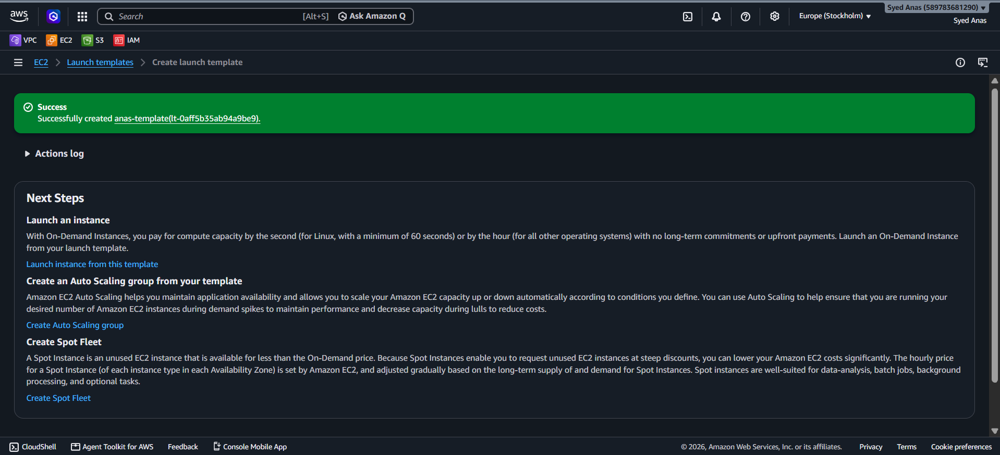 aws
Search [Alt+S] Ask Amazon Q
Europe (Stockholm)
Syed Anas (589783681290)
Syed Anas
VPC EC2 S3 IAM
EC2 Launch templates Create launch template
Success
Successfully created anas-template(lt-0aff5b35ab94a9be9).
Actions log
Next Steps
Launch an instance
With On-Demand Instances, you pay for compute capacity by the second (for Linux, with a minimum of 60 seconds) or by the hour (for all other operating systems) with no long-term commitments or upfront payments. Launch an On-Demand Instance
from your launch template.
Launch instance from this template
Create an Auto Scaling group from your template
Amazon EC2 Auto Scaling helps you maintain application availability and allows you to scale your Amazon EC2 capacity up or down automatically according to conditions you define. You can use Auto Scaling to help ensure that you are running your
desired number of Amazon EC2 instances during demand spikes to maintain performance and decrease capacity during lulls to reduce costs.
Create Auto Scaling group
Create Spot Fleet
A Spot Instance is an unused EC2 instance that is available for less than the On-Demand price. Because Spot Instances enable you to request unused EC2 instances at steep discounts, you can lower your Amazon EC2 costs significantly. The hourly price
for a Spot Instance (of each instance type in each Availability Zone) is set by Amazon EC2, and adjusted gradually based on the long-term supply of and demand for Spot Instances. Spot instances are well-suited for data-analysis, batch jobs, background
processing, and optional tasks.
Create Spot Fleet
CloudShell Agent Toolkit for AWS Feedback Console Mobile App © 2026, Amazon Web Services, Inc. or its affiliates. Privacy Terms Cookie preferences